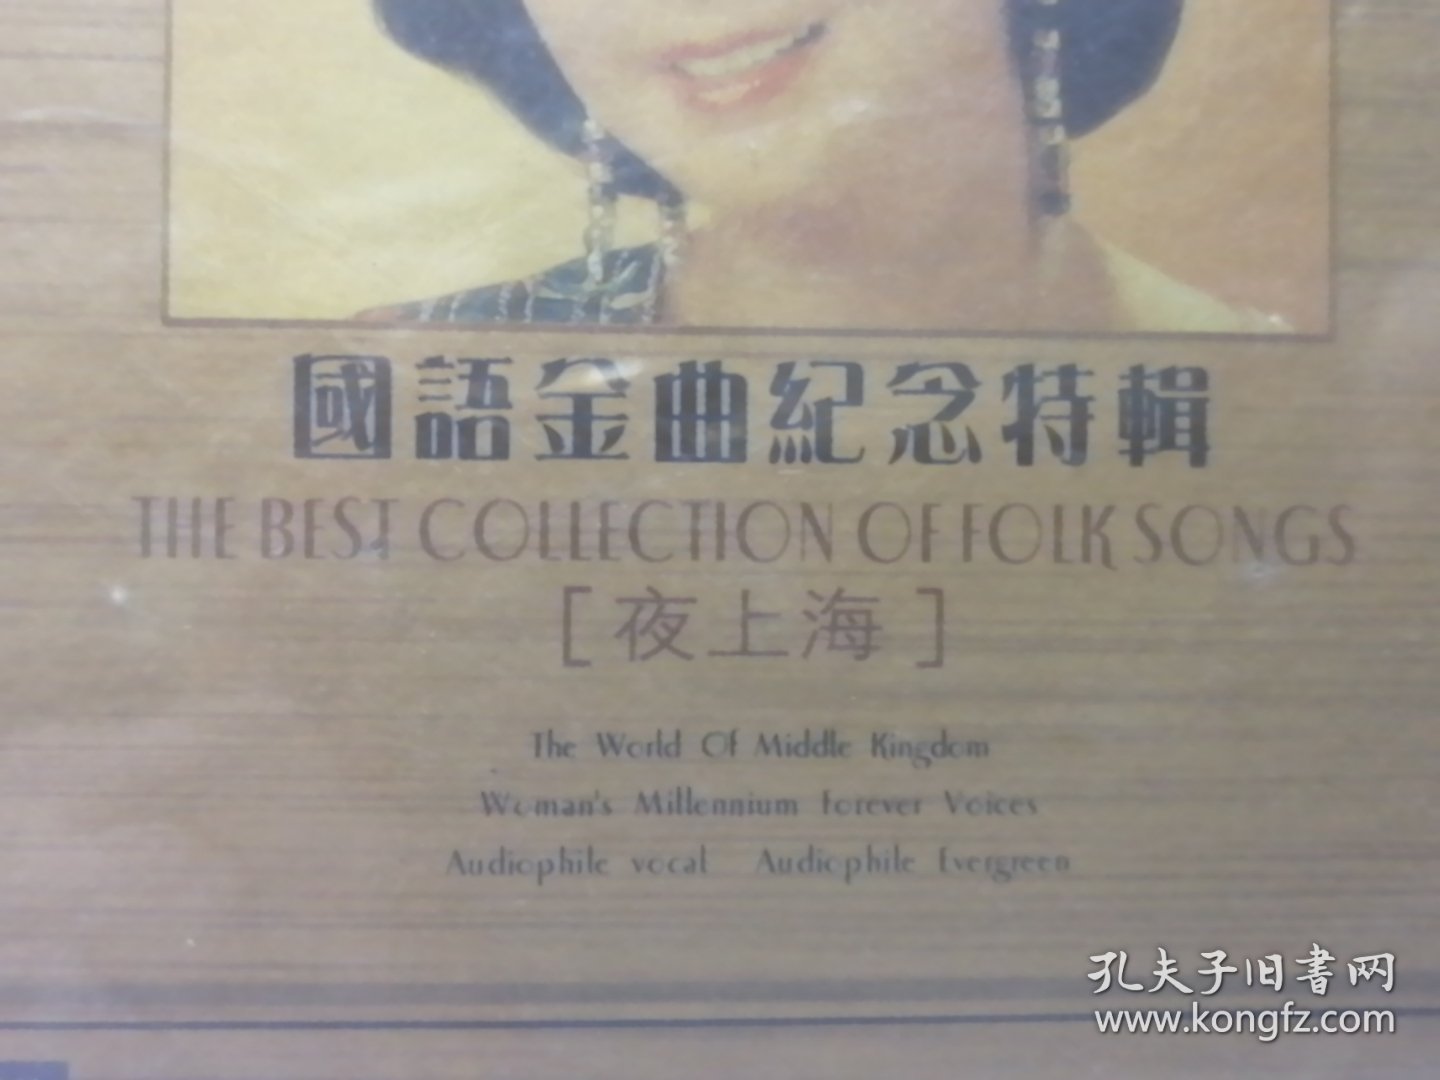 國語金曲紀念特輯
THE BEST COLLECTION OF FOLK SONGS
[夜上海]
The World Of Middle Kingdom
Woman's Millennium Forever Voices
Audiophile vocal Audiophile Evergreen
孔夫子旧书网
www.kongfz.com